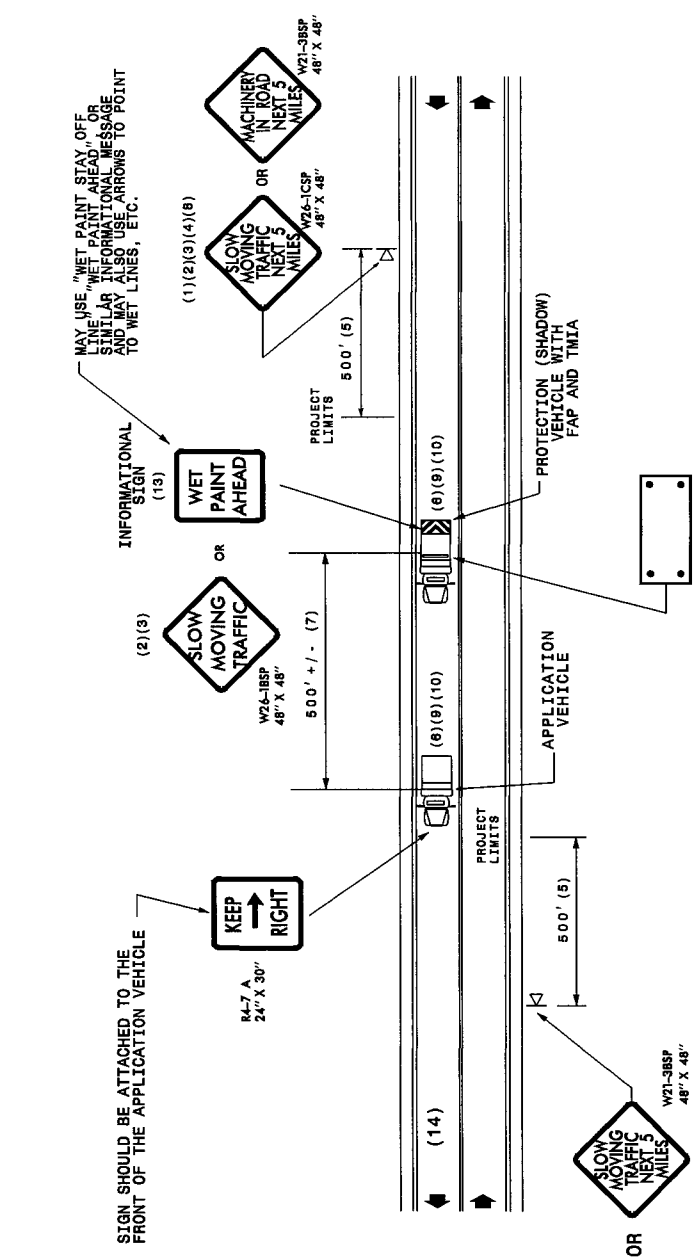 MAY USE "WET PAINT STAY OFF
LINE", "WET PAINT AHEAD", OR
SIMILAR INFORMATIONAL MESSAGE
AND MAY ALSO USE ARROWS TO POINT
TO WET LINES, ETC.
SIGN SHOULD BE ATTACHED TO THE
FRONT OF THE APPLICATION VEHICLE
KEEP
RIGHT
R4-7 A
24" X 30"
(2)(3)
SLOW
MOVING
TRAFFIC
W26-1BSP
48" X 48"
OR
INFORMATIONAL
SIGN
(13)
WET
PAINT
AHEAD
(1)(2)(3)(4)(8)
SLOW
MOVING
TRAFFIC
NEXT 5
MILES
W26-1CSP
48" X 48"
OR
MACHINERY
IN ROAD
NEXT 5
MILES
W21-3BSP
48" X 48"
500' +/- (7)
PROJECT
LIMITS
500' (5)
(14)
(6)(9)(10)
(6)(9)(10)
PROJECT
LIMITS
500' (5)
APPLICATION
VEHICLE
PROTECTION (SHADOW)
VEHICLE WITH
FAP AND TMIA
OR
SLOW
MOVING
TRAFFIC
NEXT 5
MILES
W21-3BSP
48" X 48"